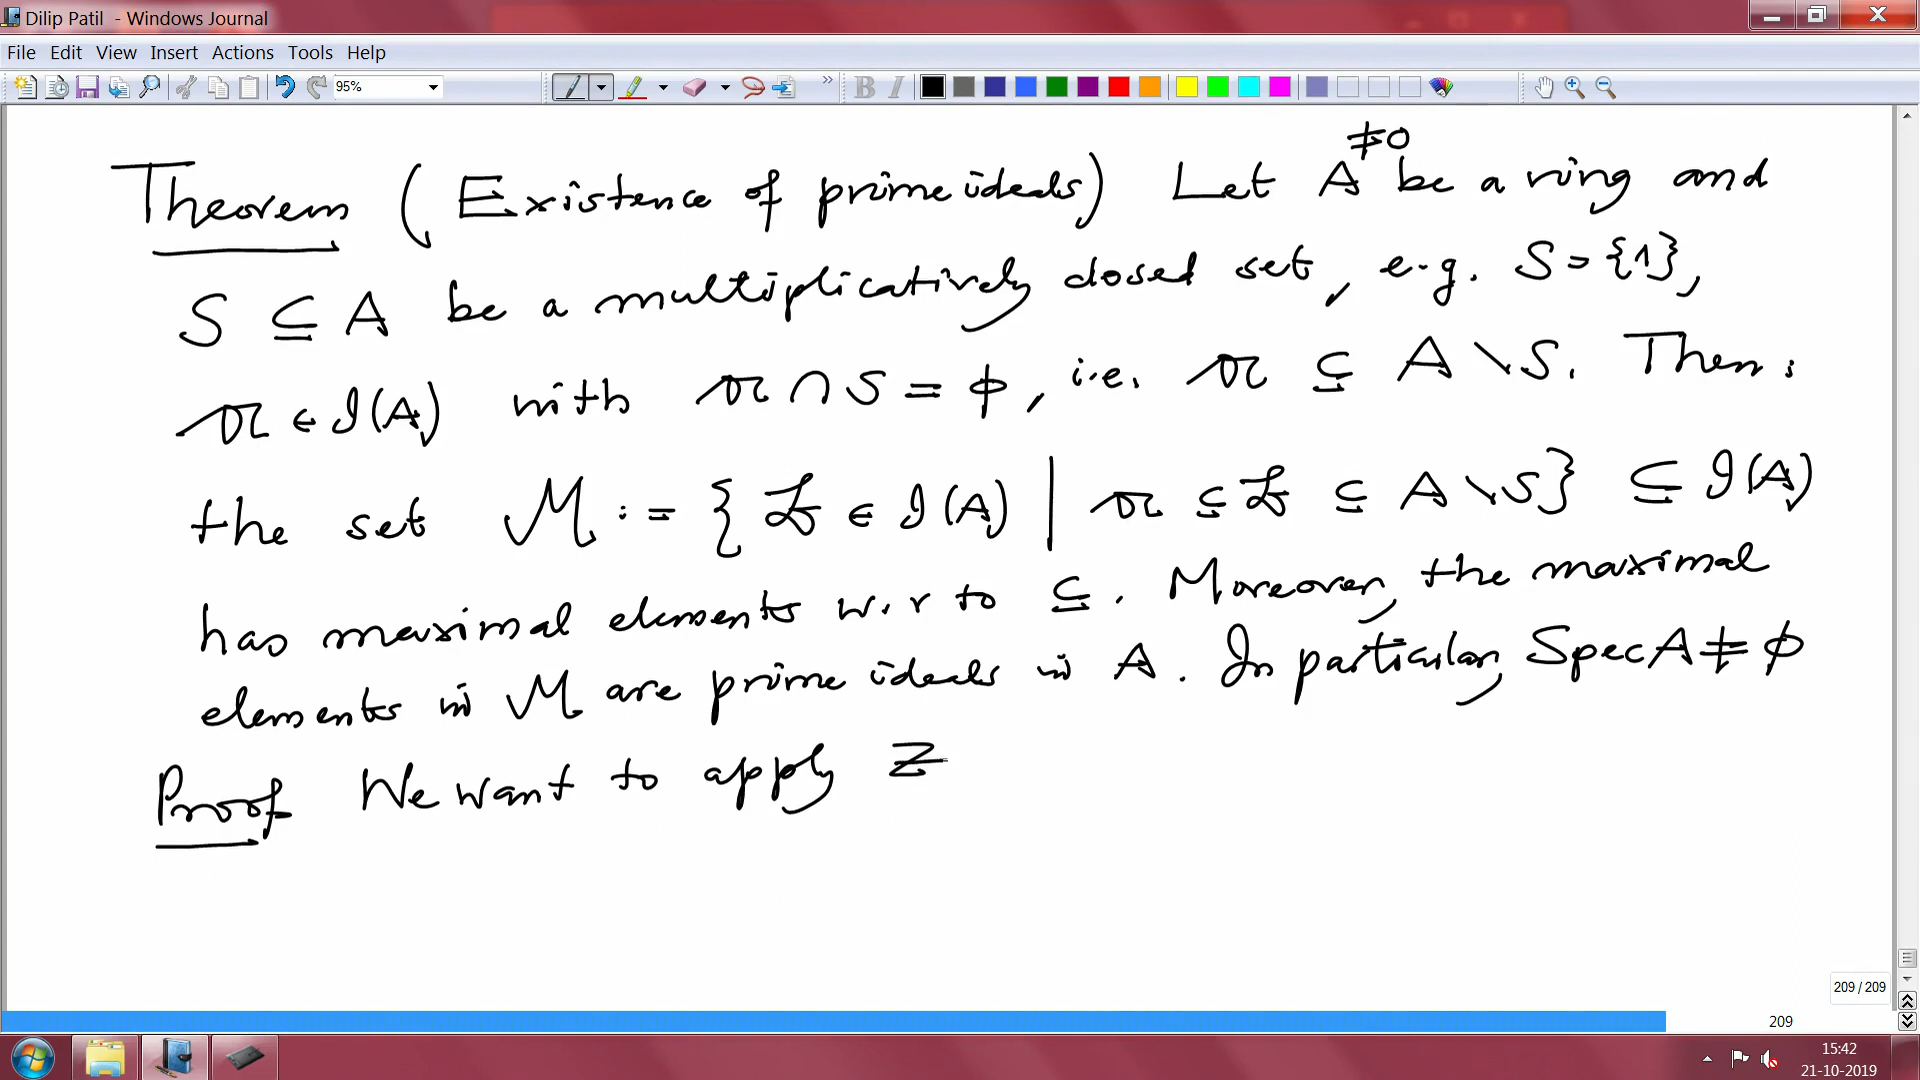 Dilip Patil - Windows Journal
File Edit View Insert Actions Tools Help
95%
Theorem (Existence of prime ideals) Let A ≠0 be a ring and
S ⊆ A be a multiplicatively closed set, e.g. S = {1},
𝔞 ∈ I(A) with 𝔞 ∩ S = ϕ, i.e. 𝔞 ⊆ A \ S. Then:
the set M := { 𝔟 ∈ I(A) | 𝔞 ⊆ 𝔟 ⊆ A \ S} ⊆ I(A)
has maximal elements w.r to ⊆. Moreover, the maximal
elements in M are prime ideals in A. In particular Spec A ≠ ϕ
Proof We want to apply Z
209 / 209
209
15:42
21-10-2019